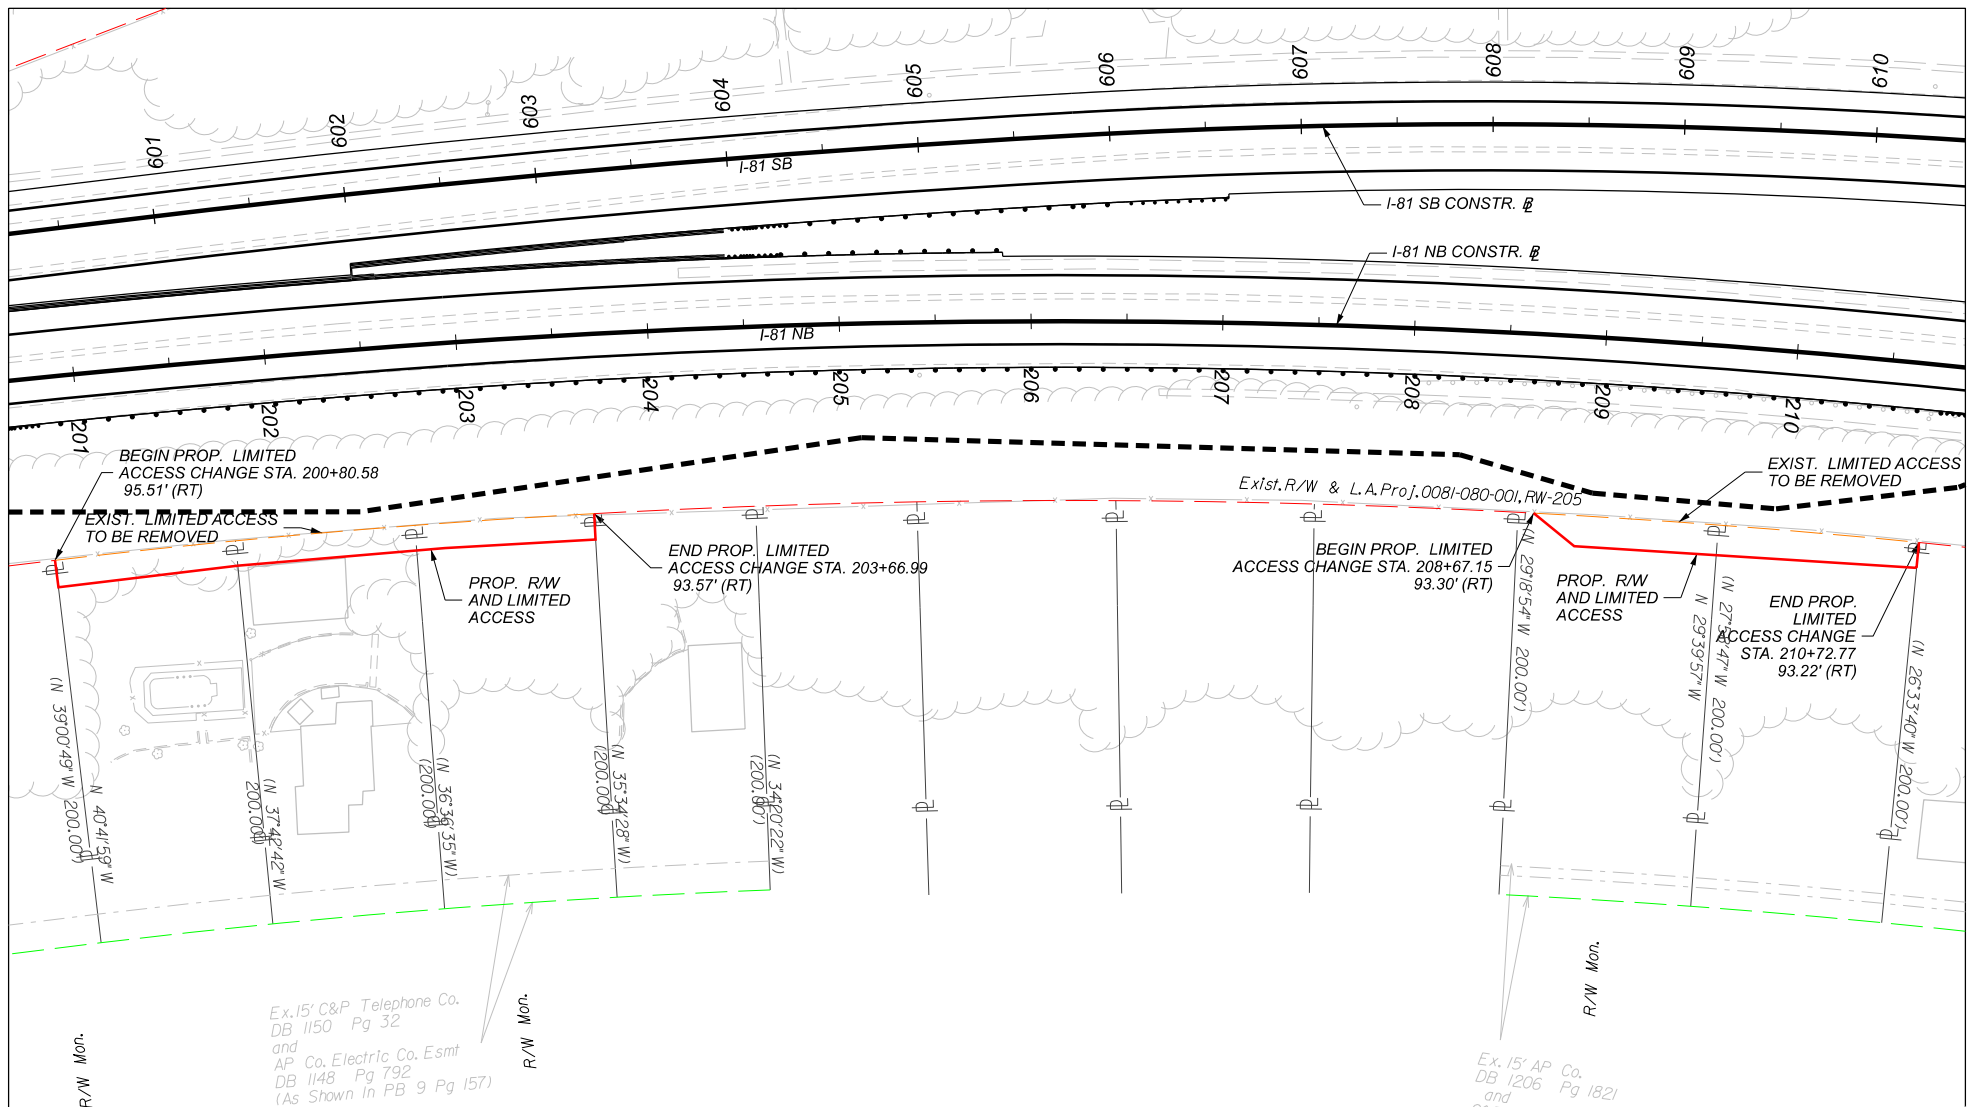 601
602
603
604
605
606
607
608
609
610
I-81 SB
I-81 SB CONSTR. BL
I-81 NB CONSTR. BL
I-81 NB
201
202
203
204
205
206
207
208
209
210
BEGIN PROP. LIMITED
ACCESS CHANGE STA. 200+80.58
95.51' (RT)
EXIST. LIMITED ACCESS
TO BE REMOVED
END PROP. LIMITED
ACCESS CHANGE STA. 203+66.99
93.57' (RT)
PROP. R/W
AND LIMITED
ACCESS
Exist. R/W & L.A. Proj. 0081-080-001, RW-205
BEGIN PROP. LIMITED
ACCESS CHANGE STA. 208+67.15
93.30' (RT)
EXIST. LIMITED ACCESS
TO BE REMOVED
PROP. R/W
AND LIMITED
ACCESS
END PROP.
LIMITED
ACCESS CHANGE
STA. 210+72.77
93.22' (RT)
(N 39°00'49" W 200.00')
N 40°41'59" W
(N 37°42'42" W
200.00')
(N 36°36'35" W)
(200.00')
(N 35°34'28" W)
(200.00')
(N 34°20'22" W)
(200.00')
(N 29°18'54" W 200.00')
N 29°39'57" W
(N 27°58'47" W 200.00')
(N 26°33'40" W 200.00')
Ex. 15' C&P Telephone Co.
DB 1150 Pg 32
and
AP Co. Electric Co. Esmt
DB 1148 Pg 792
(As Shown In PB 9 Pg 157)
R/W Mon.
R/W Mon.
R/W Mon.
Ex. 15' AP Co.
DB 1206 Pg 1821
and